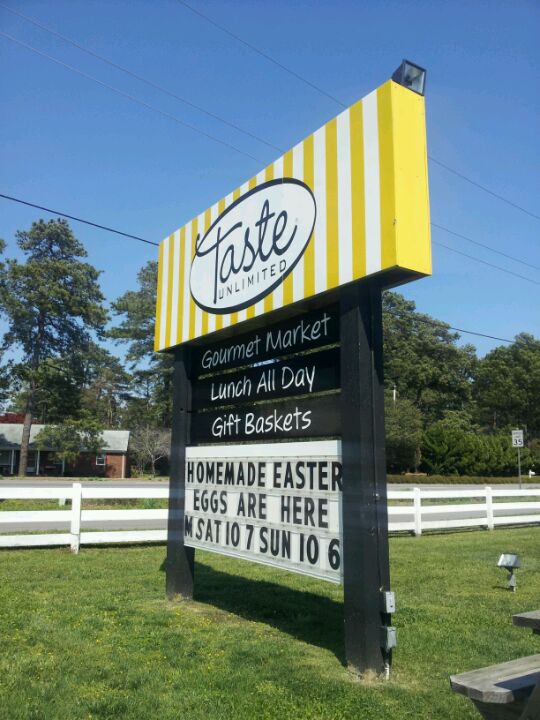 Taste
UNLIMITED
Gourmet Market
Lunch All Day
Gift Baskets
HOMEMADE EASTER
EGGS ARE HERE
M SAT 10 7 SUN 10 6
35